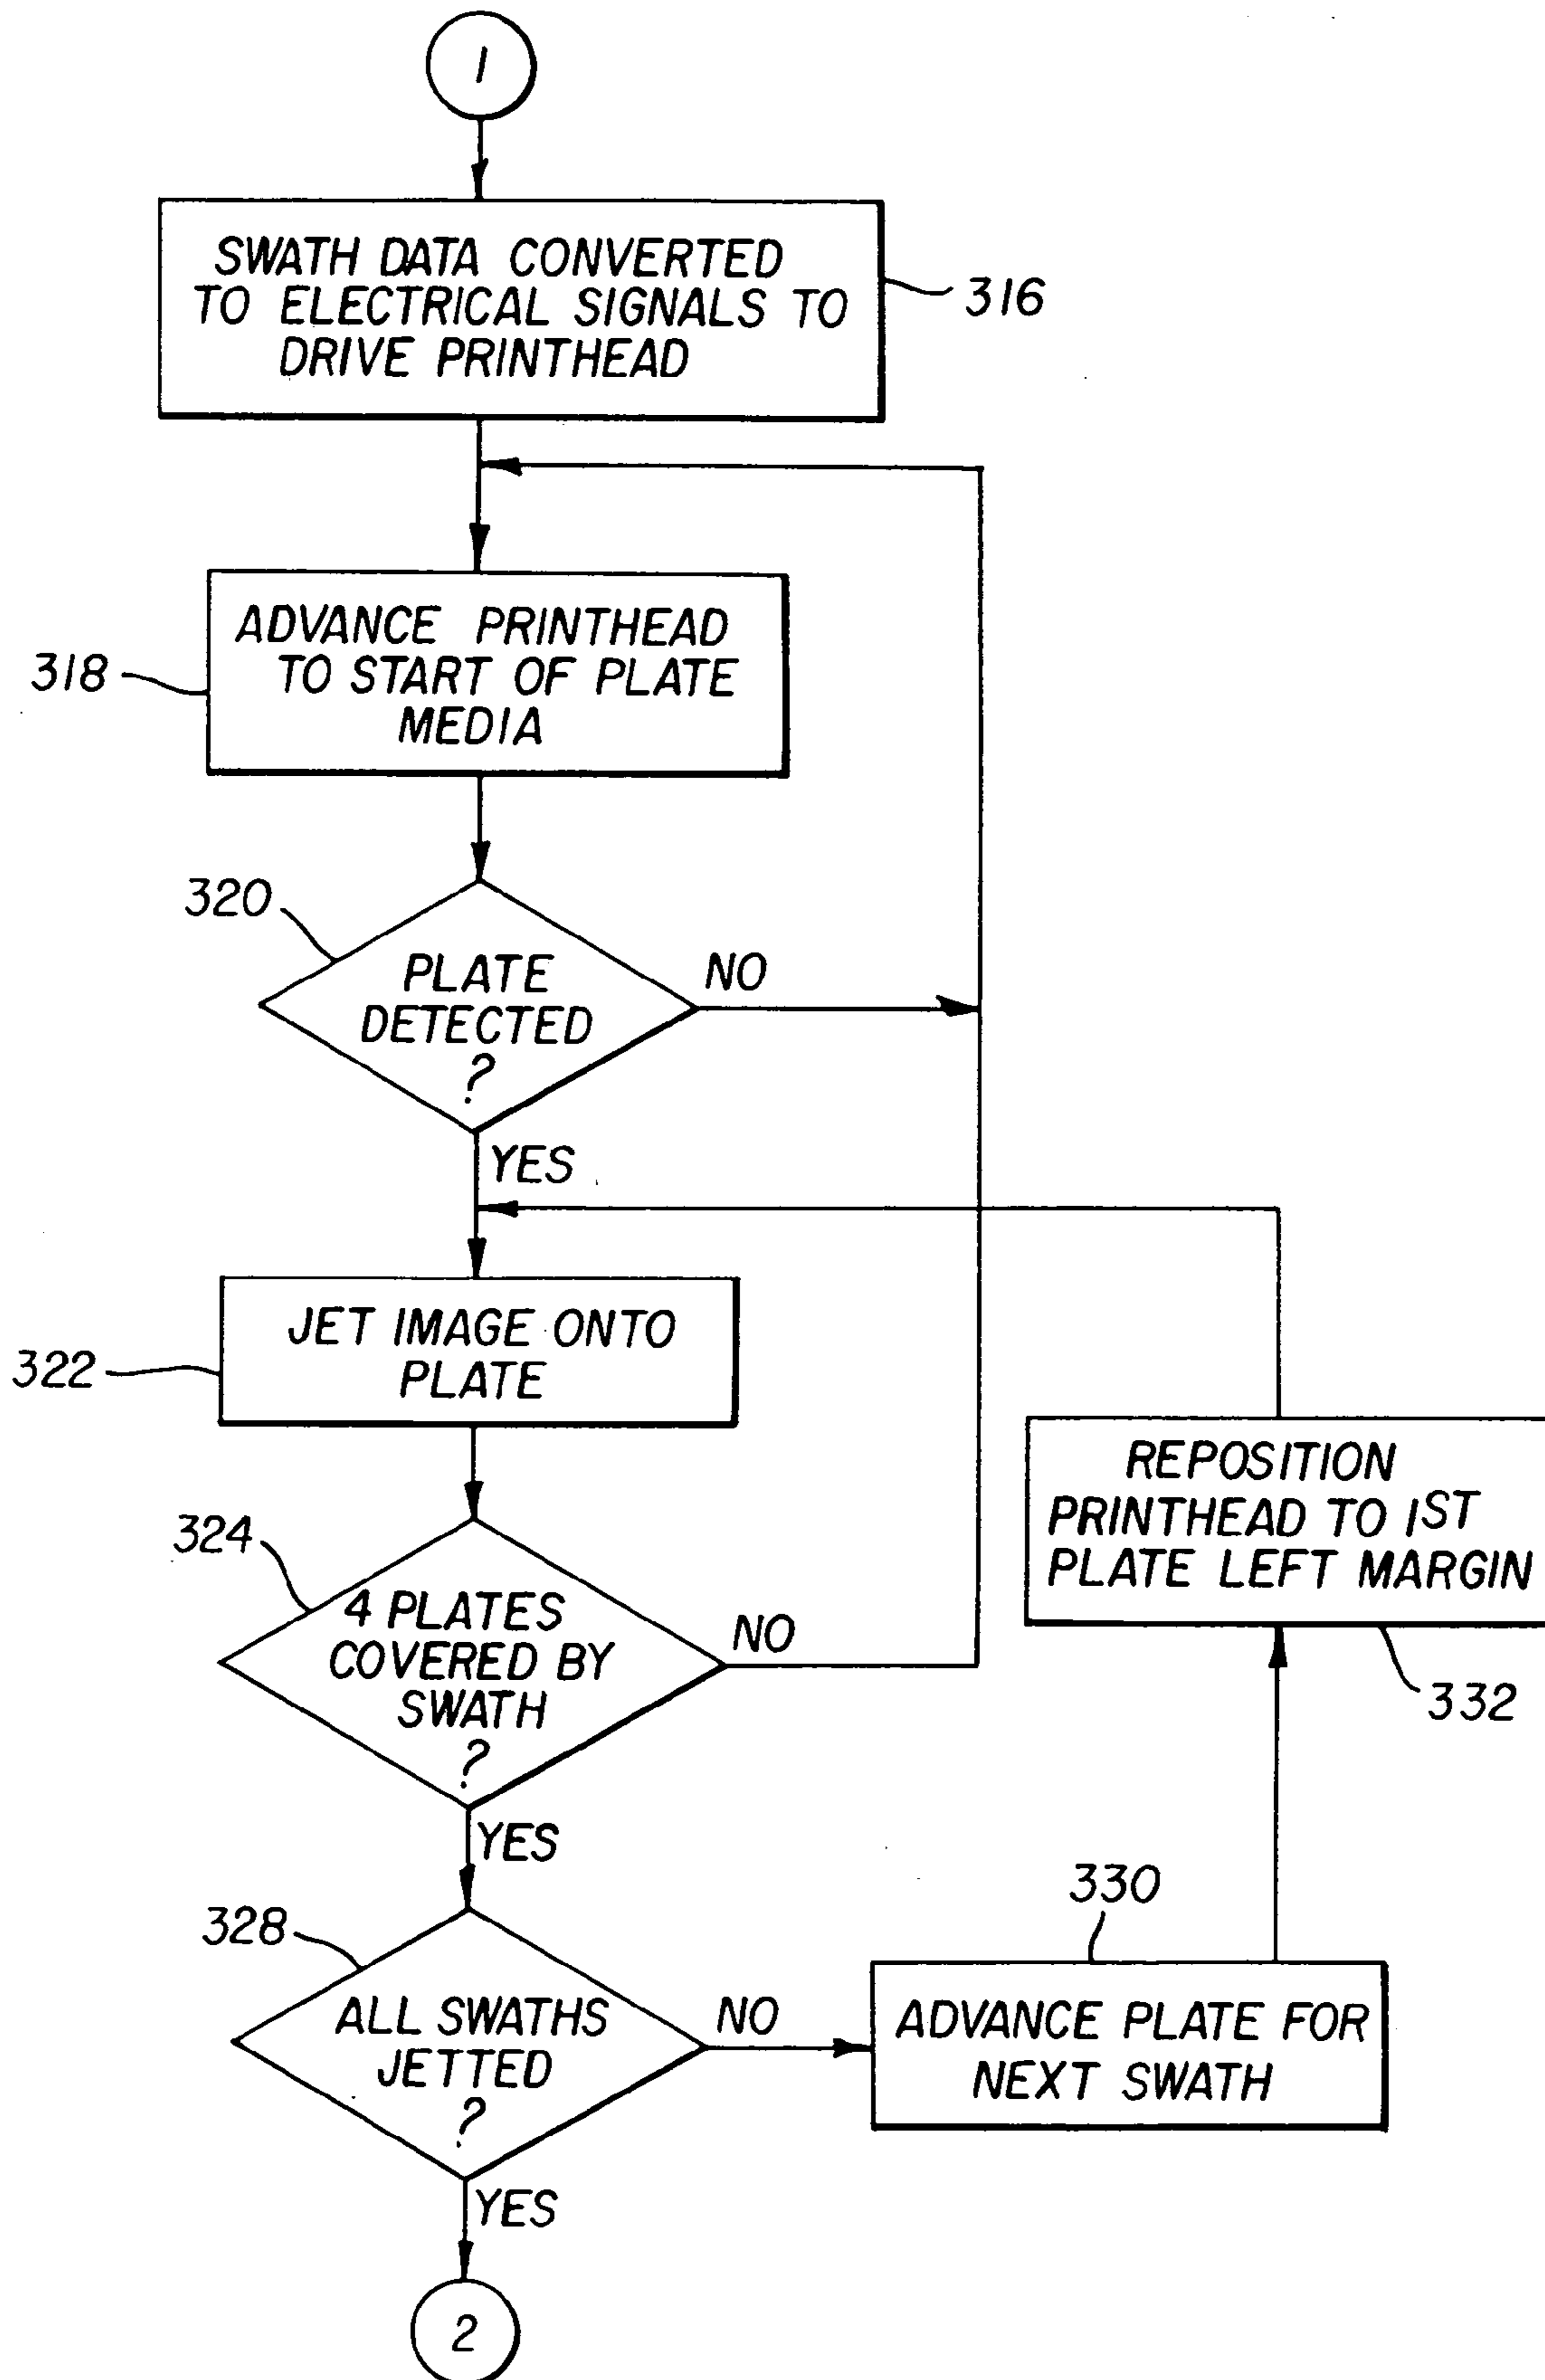 1
SWATH DATA CONVERTED
TO ELECTRICAL SIGNALS TO
DRIVE PRINTHEAD
316
ADVANCE PRINTHEAD
TO START OF PLATE
MEDIA
318
320
PLATE
DETECTED
?
NO
YES
JET IMAGE ONTO
PLATE
322
REPOSITION
PRINTHEAD TO 1ST
PLATE LEFT MARGIN
332
324
4 PLATES
COVERED BY
SWATH
?
NO
YES
328
ALL SWATHS
JETTED
?
NO
330
ADVANCE PLATE FOR
NEXT SWATH
YES
2